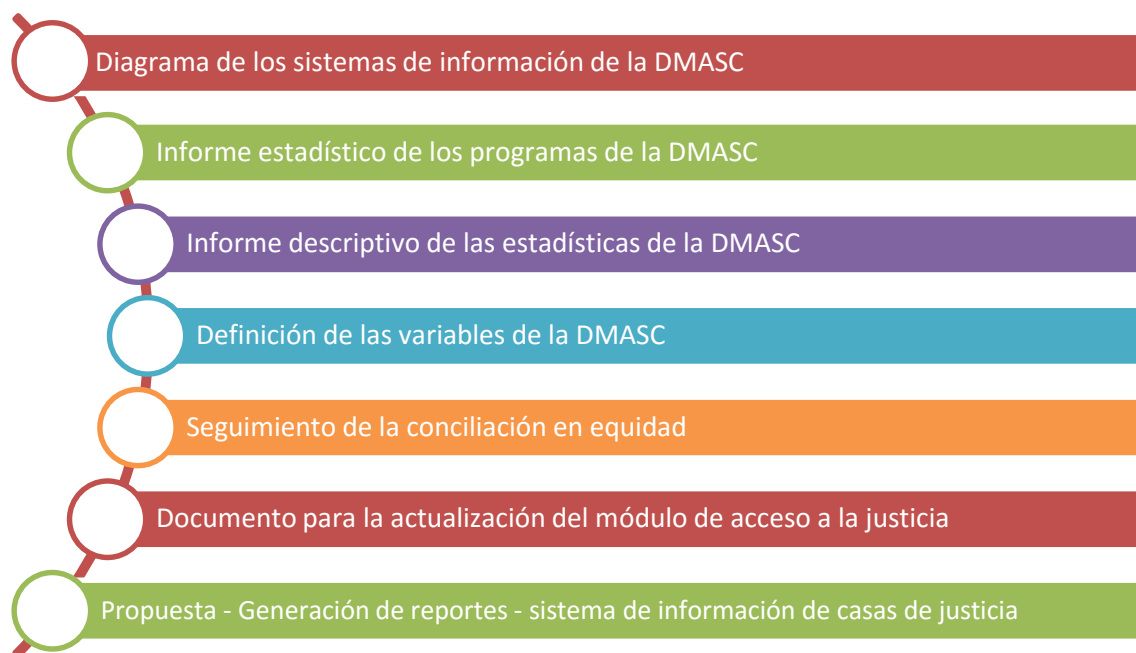 Diagrama de los sistemas de información de la DMASC
Informe estadístico de los programas de la DMASC
Informe descriptivo de las estadísticas de la DMASC
Definición de las variables de la DMASC
Seguimiento de la conciliación en equidad
Documento para la actualización del módulo de acceso a la justicia
Propuesta - Generación de reportes - sistema de información de casas de justicia